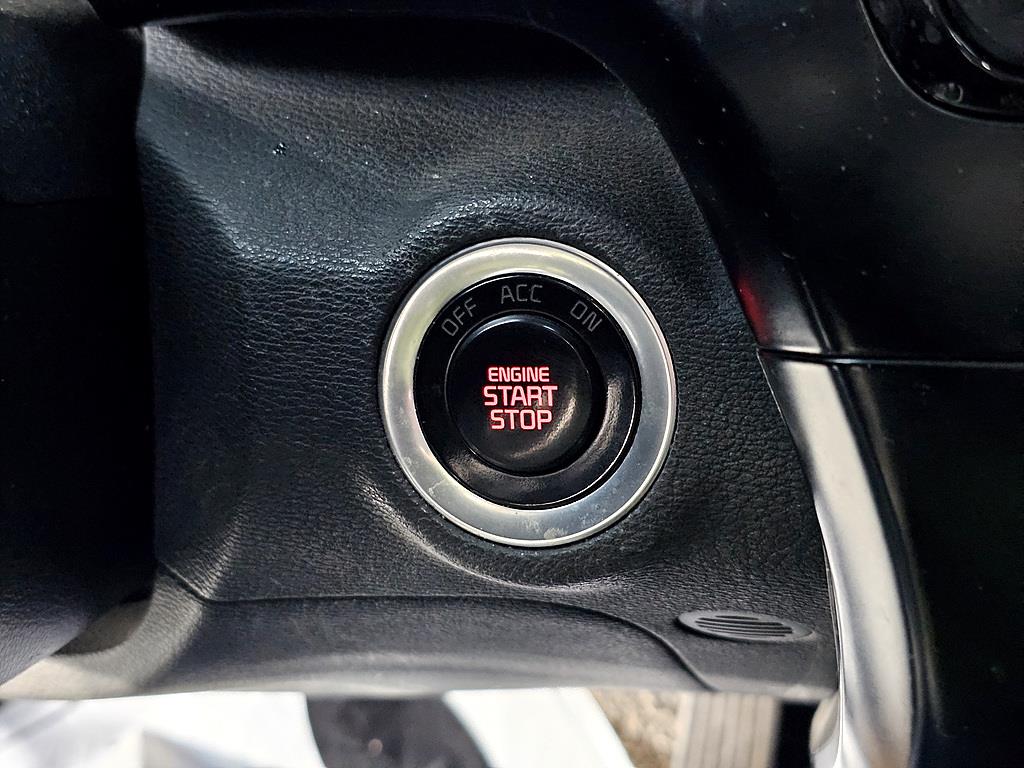 OFF ACC ON
ENGINE
START
STOP